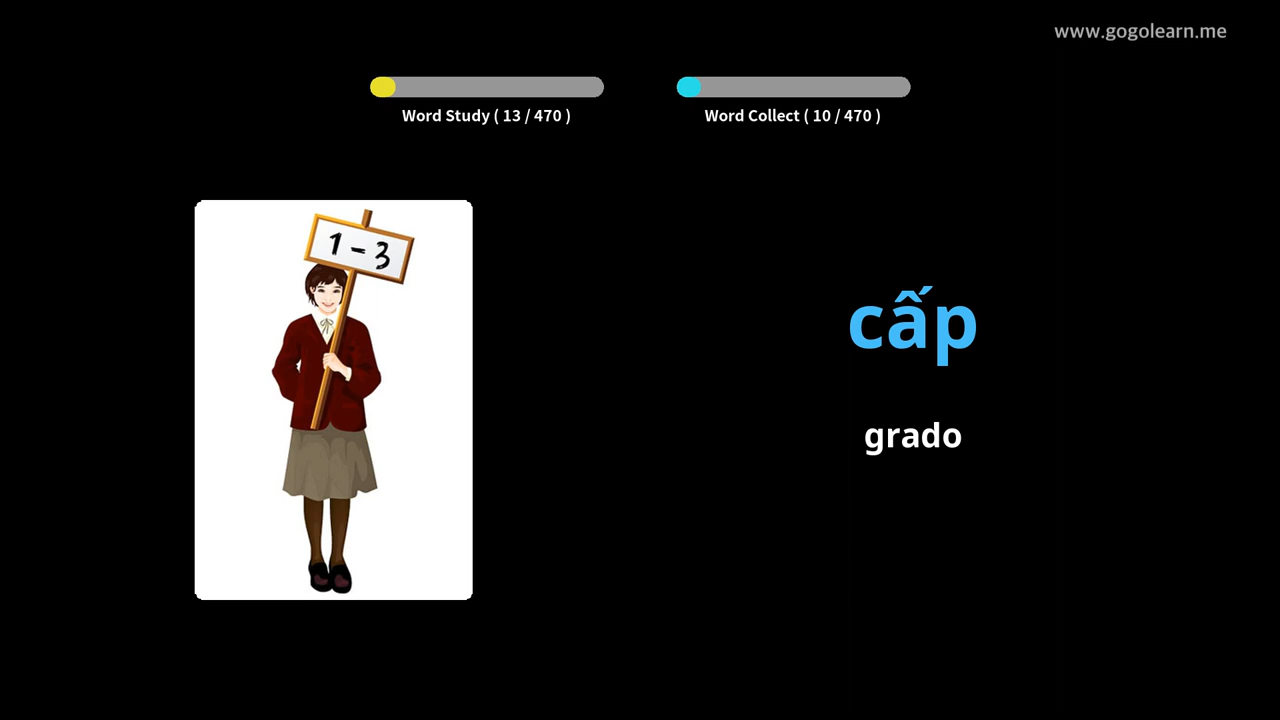 www.gogolearn.me
Word Study ( 13 / 470 )
Word Collect ( 10 / 470 )
1 - 3
cấp
grado